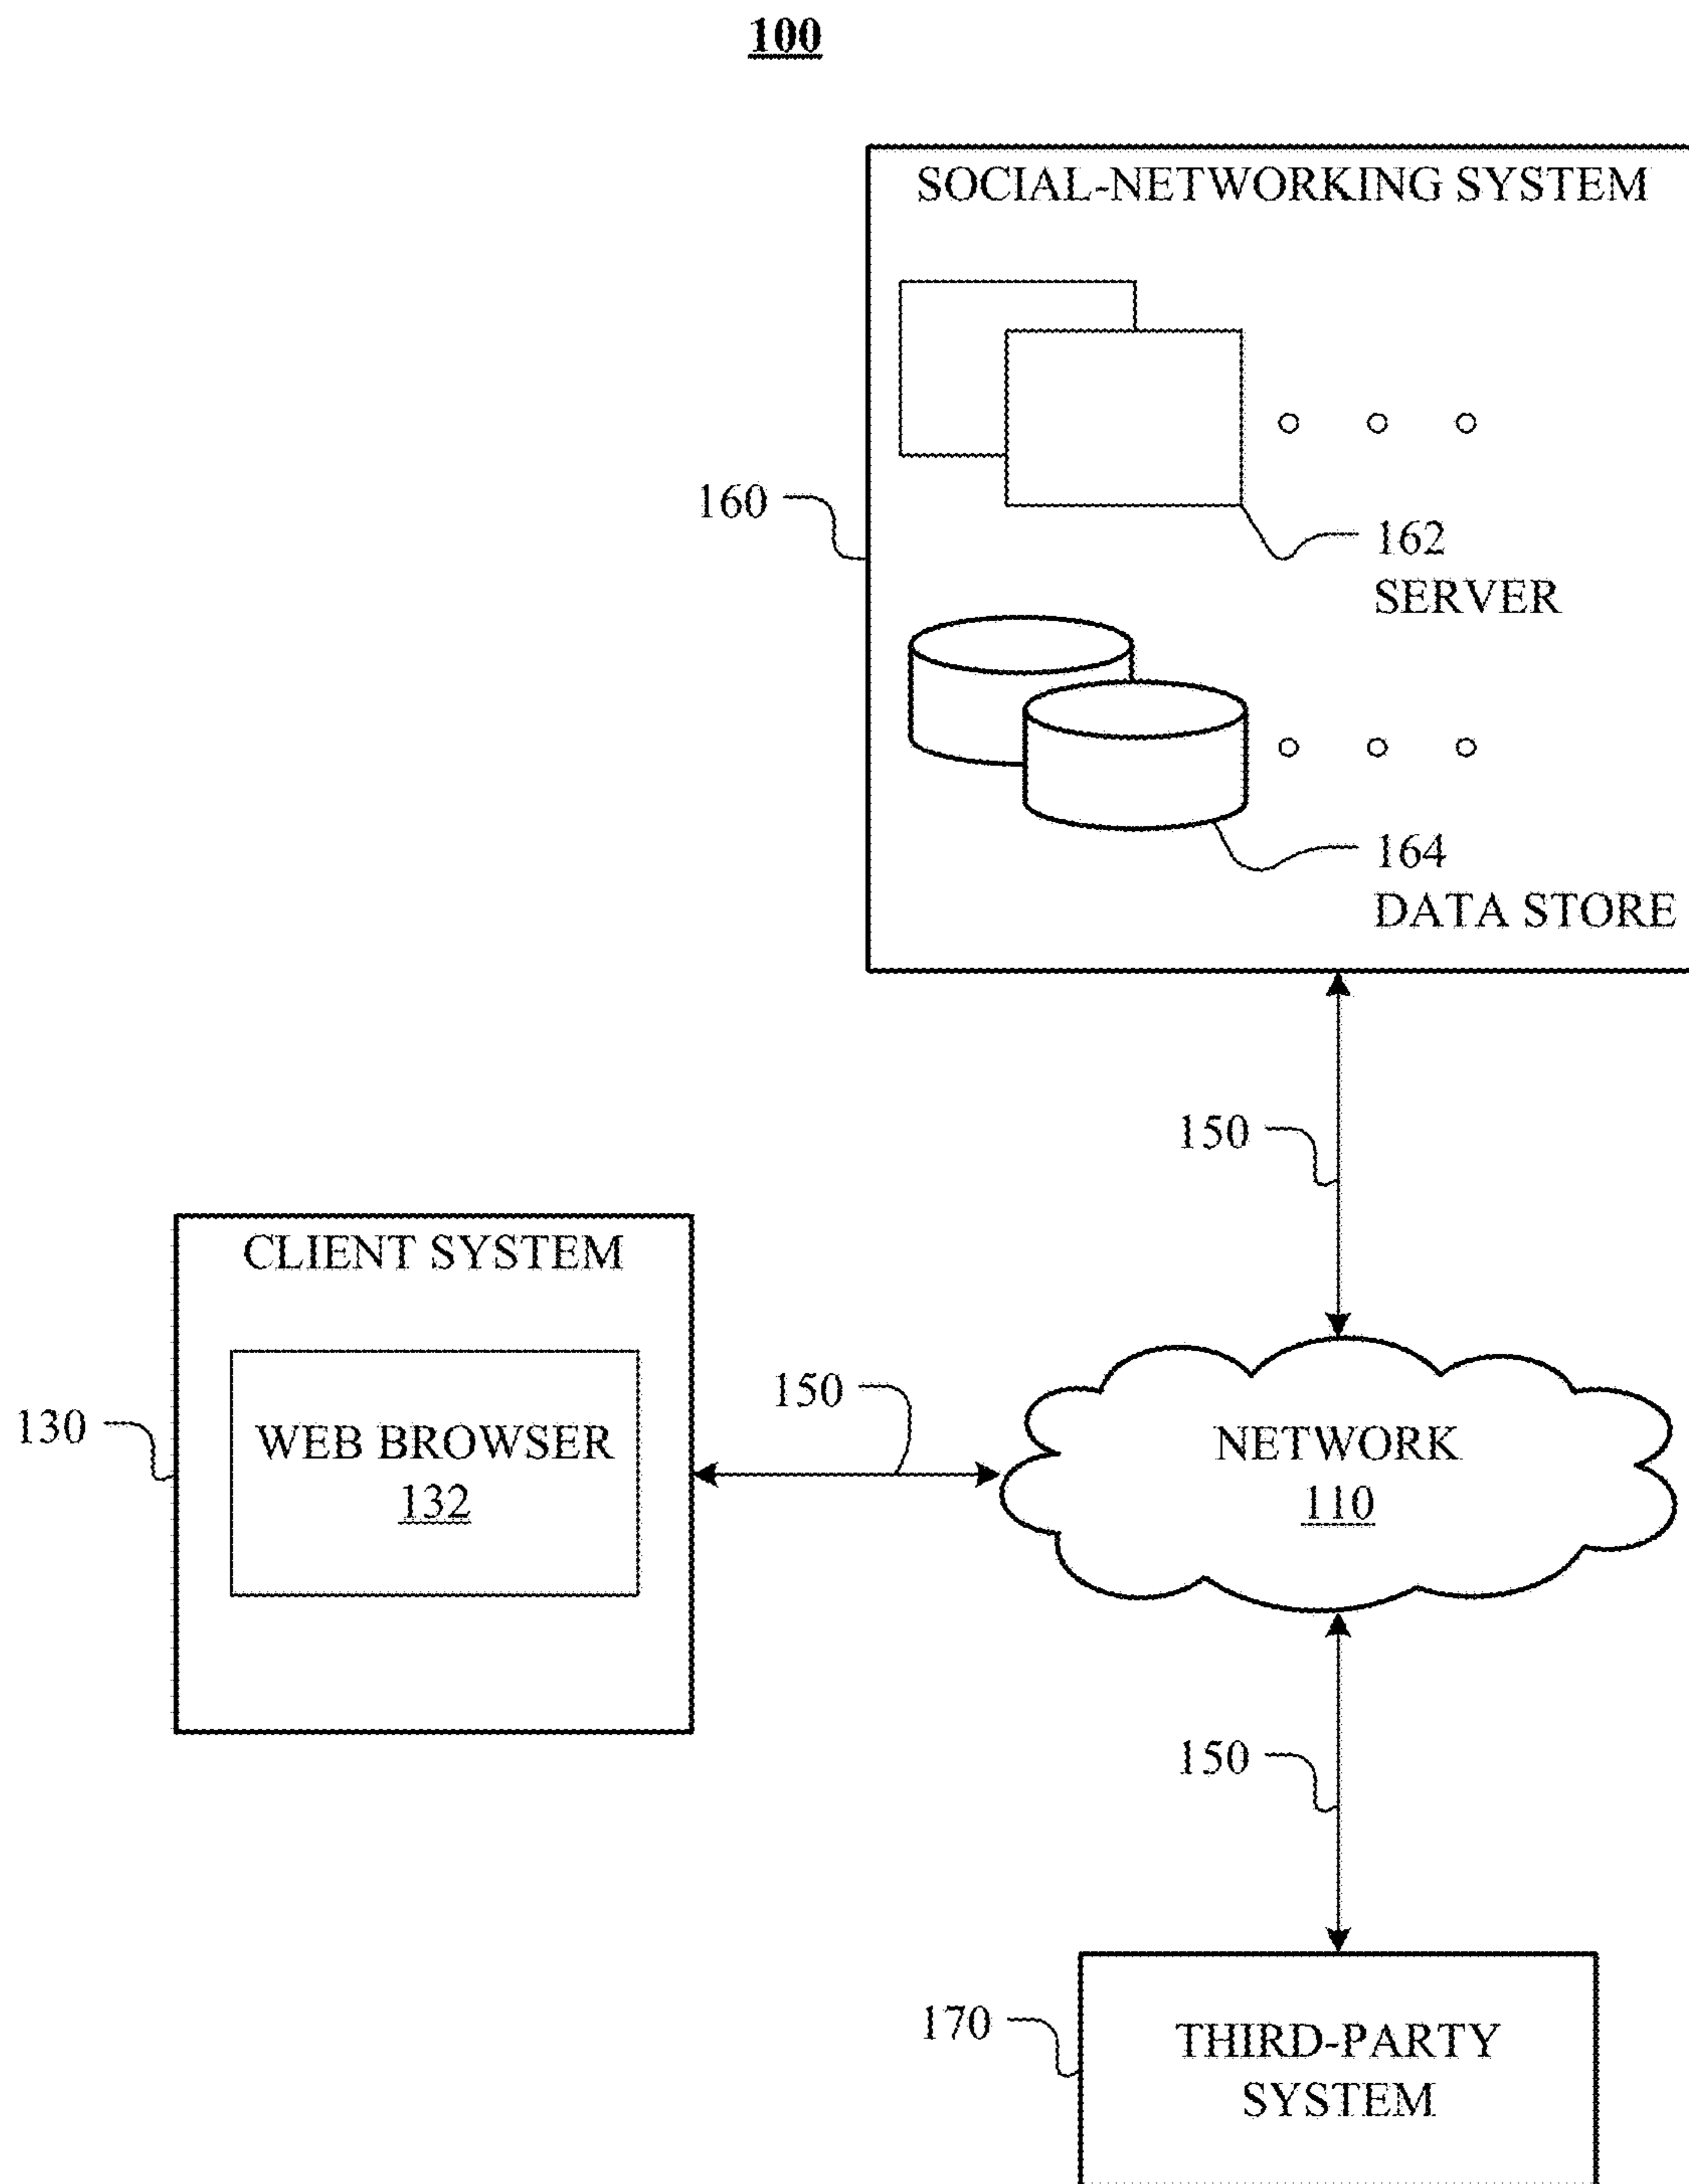 100
SOCIAL-NETWORKING SYSTEM
160
162
SERVER
164
DATA STORE
150
CLIENT SYSTEM
130
WEB BROWSER
132
150
NETWORK
110
150
170
THIRD-PARTY
SYSTEM